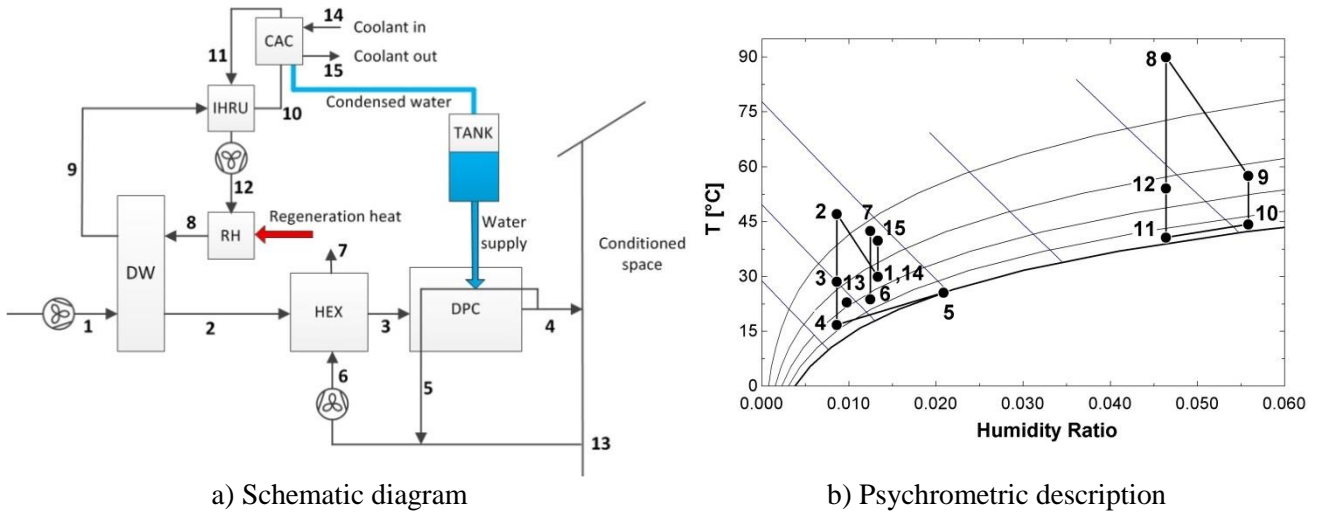 14
Coolant in
CAC
11
Coolant out
15
IHRU
10
Condensed water
TANK
9
12
8
Regeneration heat
RH
Water
supply
Conditioned
space
7
DW
HEX
DPC
1
2
3
4
6
5
13
a) Schematic diagram
T [°C]
90
75
60
45
30
15
0
0.000
0.010
0.020
0.030
0.040
0.050
0.060
Humidity Ratio
8
9
12
10
11
2
7
15
3
13
1,14
6
4
5
b) Psychrometric description